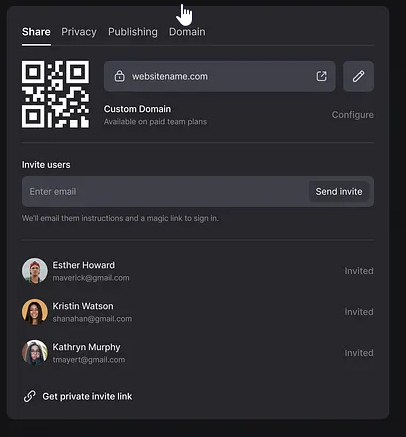 Share Privacy Publishing Domain
websitename.com
Custom Domain
Available on paid team plans
Configure
Invite users
Enter email
Send invite
We'll email them instructions and a magic link to sign in.
Esther Howard
maverick@gmail.com
Invited
Kristin Watson
shanahan@gmail.com
Invited
Kathryn Murphy
tmayert@gmail.com
Invited
Get private invite link